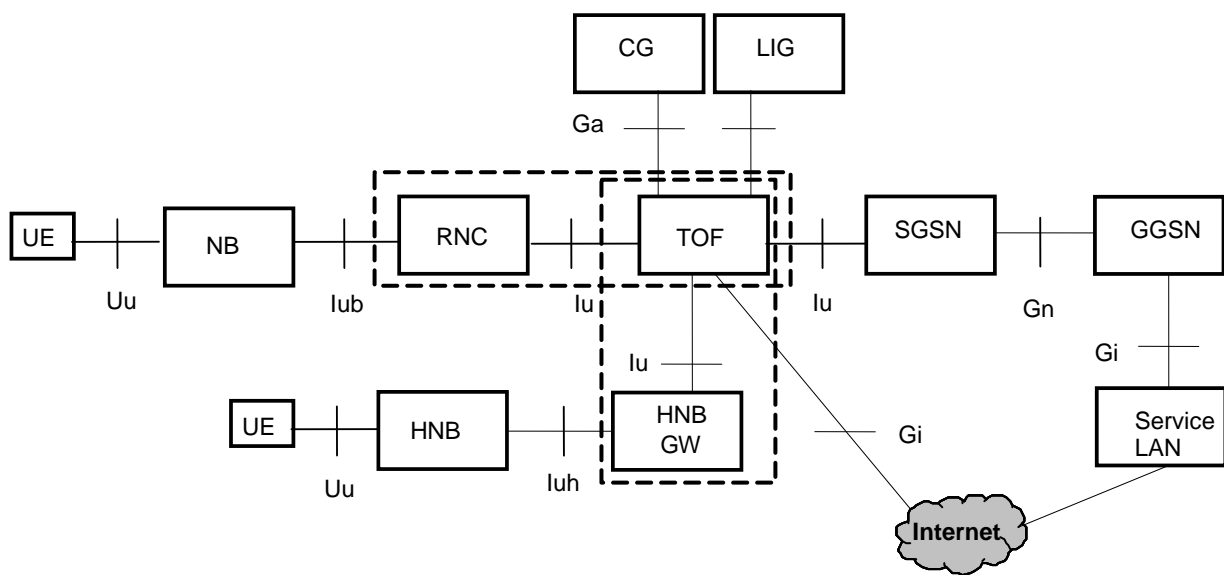 CG
LIG
Ga
UE
NB
RNC
TOF
SGSN
GGSN
Uu
Iub
Iu
Iu
Gn
Gi
Iu
UE
HNB
HNB
GW
Service
LAN
Gi
Uu
Iuh
Internet